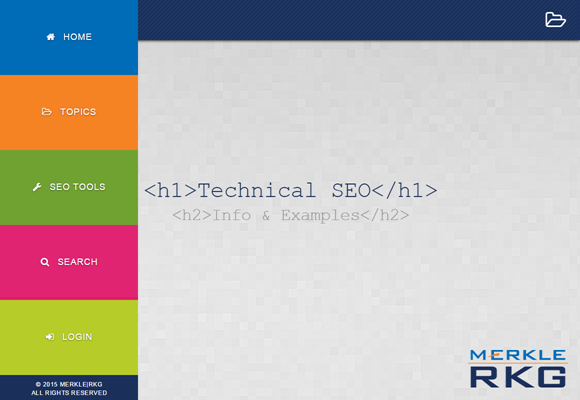 HOME
TOPICS
SEO TOOLS
SEARCH
LOGIN
© 2015 MERKLE|RKG
ALL RIGHTS RESERVED
<h1>Technical SEO</h1>
<h2>Info & Examples</h2>
MERKLE
RKG